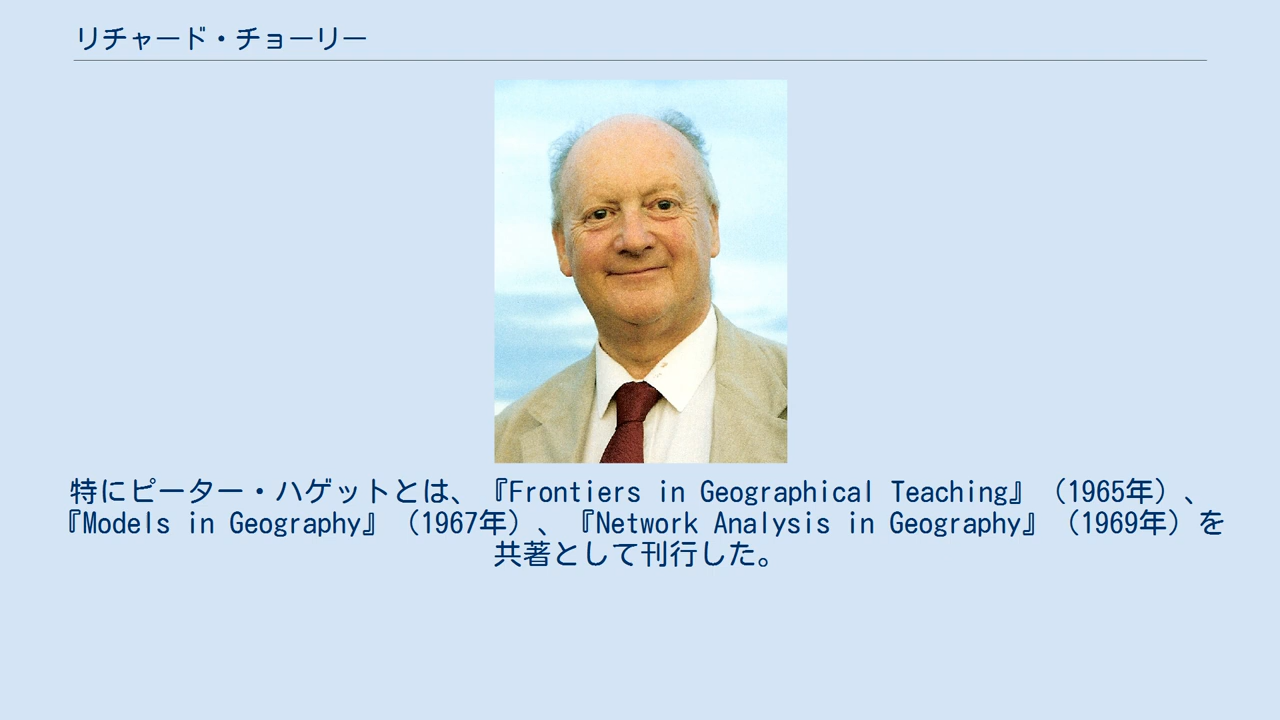 リチャード・チョーリー
特にピーター・ハゲットとは、『Frontiers in Geographical Teaching』（1965年）、
『Models in Geography』（1967年）、『Network Analysis in Geography』（1969年）を
共著として刊行した。